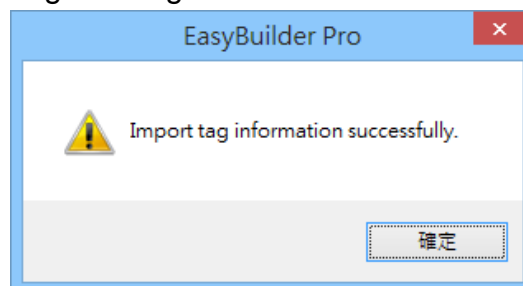 EasyBuilder Pro
Import tag information successfully.
確定